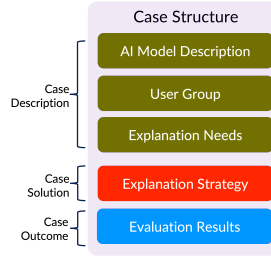 Case Structure
AI Model Description
User Group
Explanation Needs
Case
Description
Explanation Strategy
Case
Solution
Evaluation Results
Case
Outcome